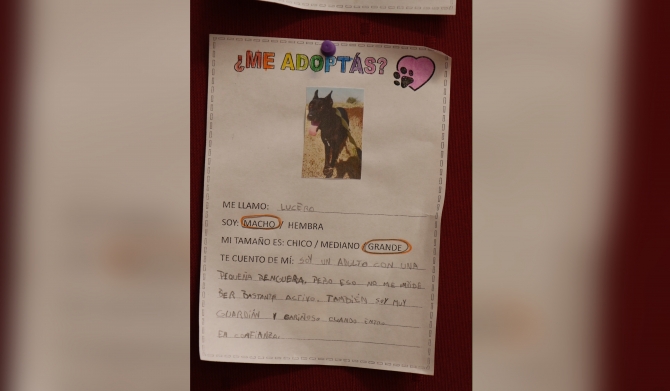 ¿ME ADOPTÁS?
ME LLAMO: LUCERO
SOY: MACHO / HEMBRA
MI TAMAÑO ES: CHICO / MEDIANO GRANDE
TE CUENTO DE MÍ: SOY UN ADULTO CON UNA
PEQUEÑA RENGUERA, PERO ESO NO ME IMPIDE
SER BASTANTE ACTIVO. TAMBIÉN SOY MUY
GUARDIÁN Y CARIÑOSO CUANDO ENTRO
EN CONFIANZA.